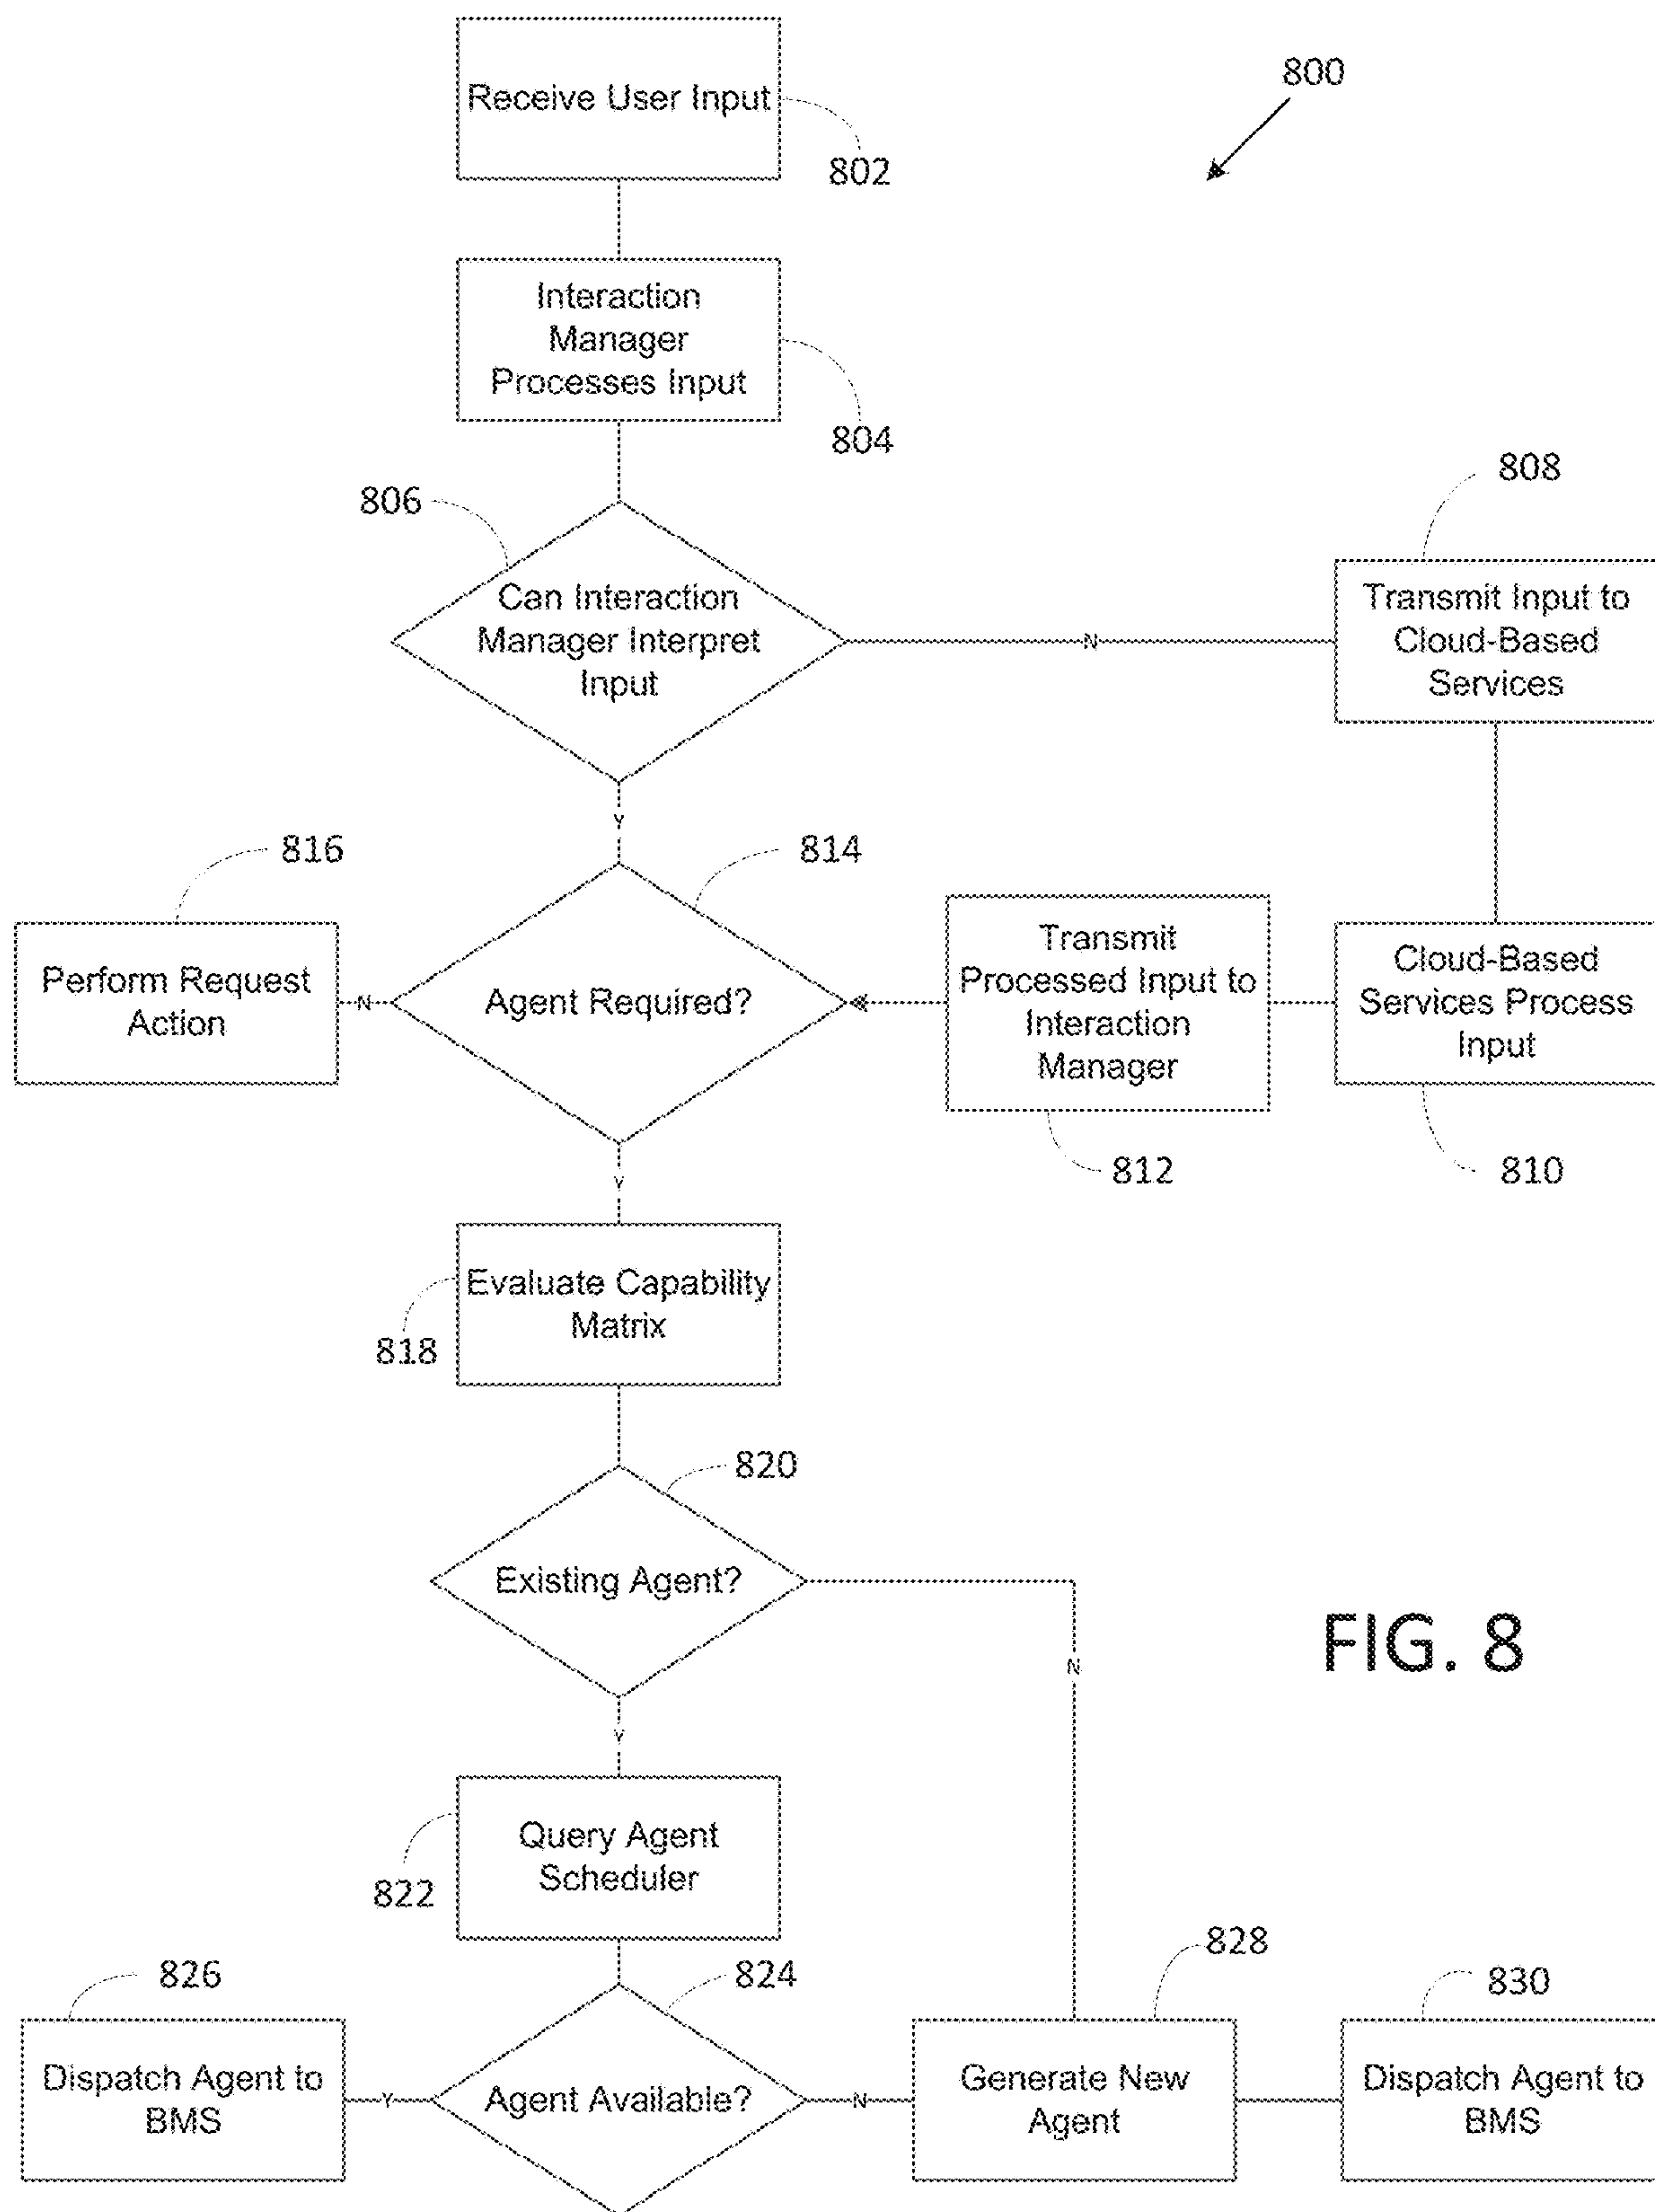 Receive User Input
802
800
Interaction
Manager
Processes Input
804
806
Can Interaction
Manager Interpret
Input
N
808
Transmit Input to
Cloud-Based
Services
Y
816
Perform Request
Action
N
814
Agent Required?
Transmit
Processed Input to
Interaction
Manager
812
Cloud-Based
Services Process
Input
810
Y
Evaluate Capability
Matrix
818
820
Existing Agent?
N
FIG. 8
Y
Query Agent
Scheduler
822
826
Dispatch Agent to
BMS
Y
824
Agent Available?
N
828
Generate New
Agent
830
Dispatch Agent to
BMS